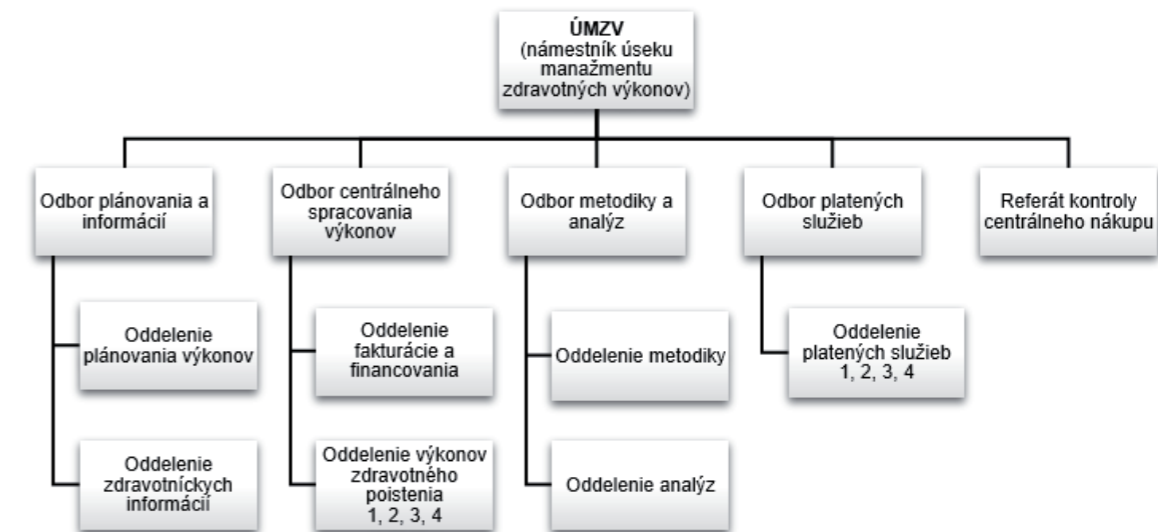 ÚMZV
(námestník úseku
manažmentu
zdravotných výkonov)
Odbor plánovania a
informácií
Odbor centrálneho
spracovania
výkonov
Odbor metodiky a
analýz
Odbor platených
služieb
Referát kontroly
centrálneho nákupu
Oddelenie
plánovania výkonov
Oddelenie
fakturácie a
financovania
Oddelenie metodiky
Oddelenie
platených služieb
1, 2, 3, 4
Oddelenie
zdravotníckych
informácií
Oddelenie výkonov
zdravotného
poistenia
1, 2, 3, 4
Oddelenie analýz